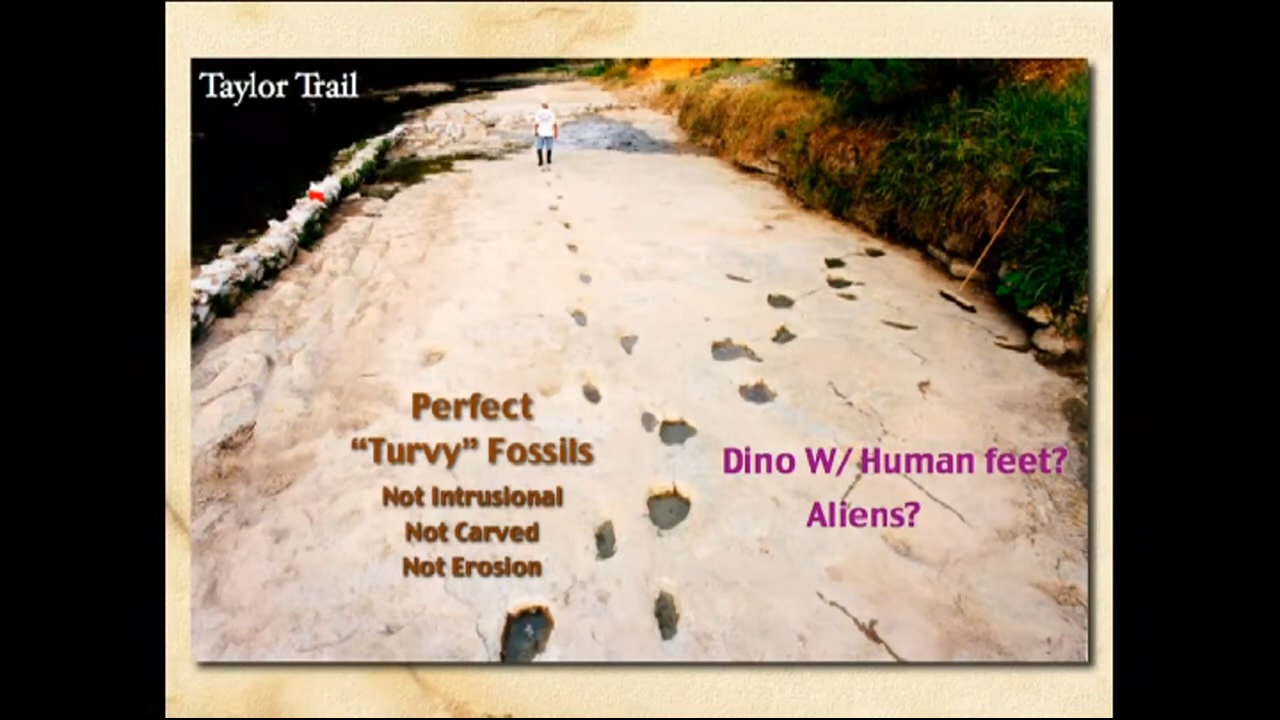 Taylor Trail
Perfect
“Turvy” Fossils
Not Intrusional
Not Carved
Not Erosion
Dino W/ Human feet?
Aliens?